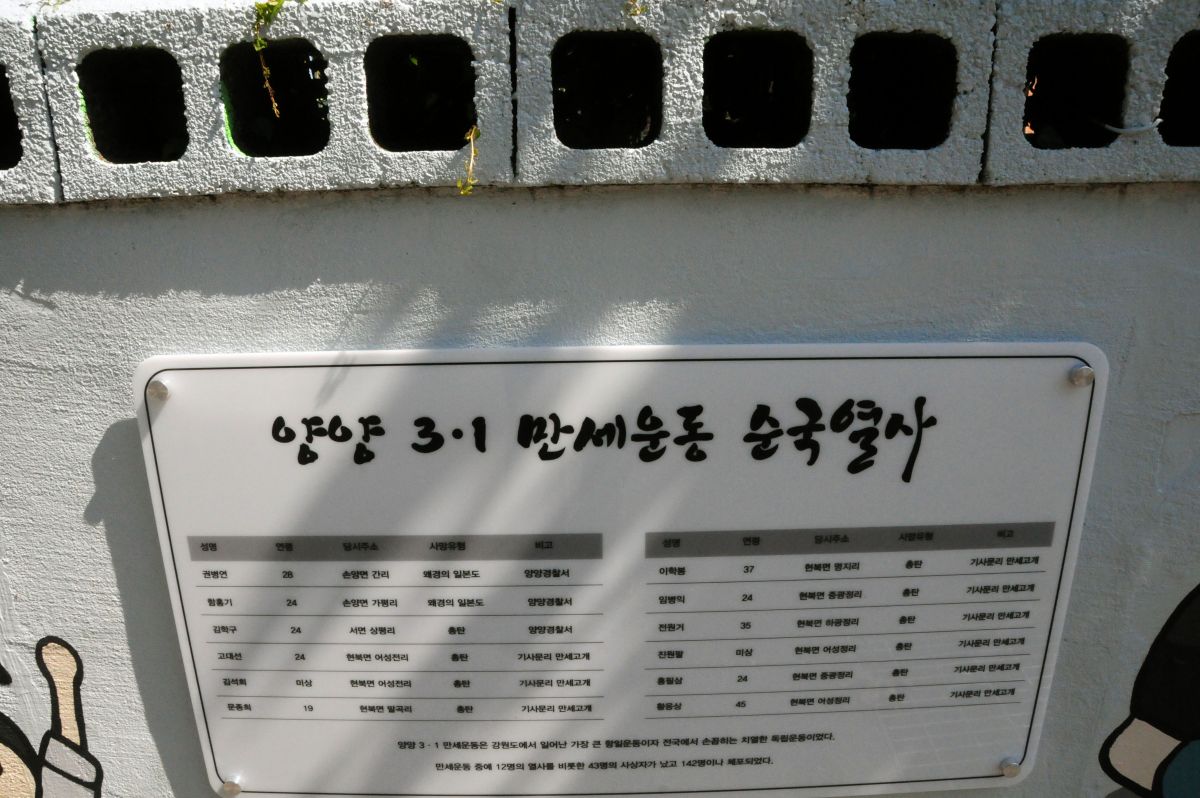 양양 3·1 만세운동 순국열사
성명 연령 당시주소 사망유형 비고
권병연 28 손양면 간리 왜경의 일본도 양양경찰서
함홍기 24 손양면 가평리 왜경의 일본도 양양경찰서
김학구 24 서면 상평리 총탄 양양경찰서
고대선 24 현북면 어성전리 총탄 기사문리 만세고개
김석희 미상 현북면 어성전리 총탄 기사문리 만세고개
문종희 19 현북면 말곡리 총탄 기사문리 만세고개
성명 연령 당시주소 사망유형 비고
이학봉 37 현북면 명지리 총탄 기사문리 만세고개
임병익 24 현북면 중광정리 총탄 기사문리 만세고개
전원거 35 현북면 하광정리 총탄 기사문리 만세고개
진원팔 미상 현북면 어성정리 총탄 기사문리 만세고개
홍필삼 24 현북면 중광정리 총탄 기사문리 만세고개
황응상 45 현북면 어성정리 총탄 기사문리 만세고개
양양 3·1 만세운동은 강원도에서 일어난 가장 큰 항일운동이자 전국에서 손꼽히는 치열한 독립운동이었다.
만세운동 중에 12명의 열사를 비롯한 43명의 사상자가 났고 142명이나 체포되었다.